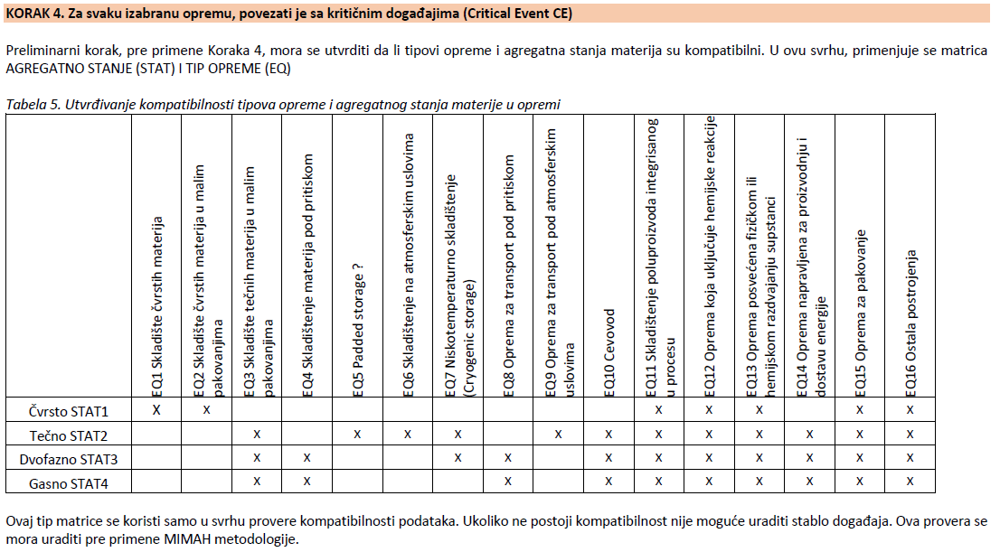 KORAK 4. Za svaku izabranu opremu, povezati je sa kritičnim događajima (Critical Event CE)
Preliminarni korak, pre primene Koraka 4, mora se utvrditi da li tipovi opreme i agregatna stanja materija su kompatibilni. U ovu svrhu, primenjuje se matrica
AGREGATNO STANJE (STAT) I TIP OPREME (EQ)
Tabela 5. Utvrđivanje kompatibilnosti tipova opreme i agregatnog stanja materije u opremi
EQ1 Skladište čvrstih materija
EQ2 Skladište čvrstih materija u malim
pakovanjima
EQ3 Skladište tečnih materija u malim
pakovanjima
EQ4 Skladištenje materija pod pritiskom
EQ5 Padded storage ?
EQ6 Skladištenje na atmosferskim uslovima
EQ7 Niskotemperaturno skladištenje
(Cryogenic storage)
EQ8 Oprema za transport pod pritiskom
EQ9 Oprema za transport pod atmosferskim
uslovima
EQ10 Cevovod
EQ11 Skladištenje poluproizvoda integrisanog
u procesu
EQ12 Oprema koja uključuje hemijske reakcije
EQ13 Oprema posvećena fizičkom ili
hemijskom razdvajanju supstanci
EQ14 Oprema napravljena za proizvodnju i
dostavu energije
EQ15 Oprema za pakovanje
EQ16 Ostala postrojenja
Čvrsto STAT1 X x x x x x x
Tečno STAT2 x x x x x x x x x x x x
Dvofazno STAT3 x x x x x x x x x x x
Gasno STAT4 x x x x x x x x x x
Ovaj tip matrice se koristi samo u svrhu provere kompatibilnosti podataka. Ukoliko ne postoji kompatibilnost nije moguće uraditi stablo događaja. Ova provera se
mora uraditi pre primene MIMAH metodologije.